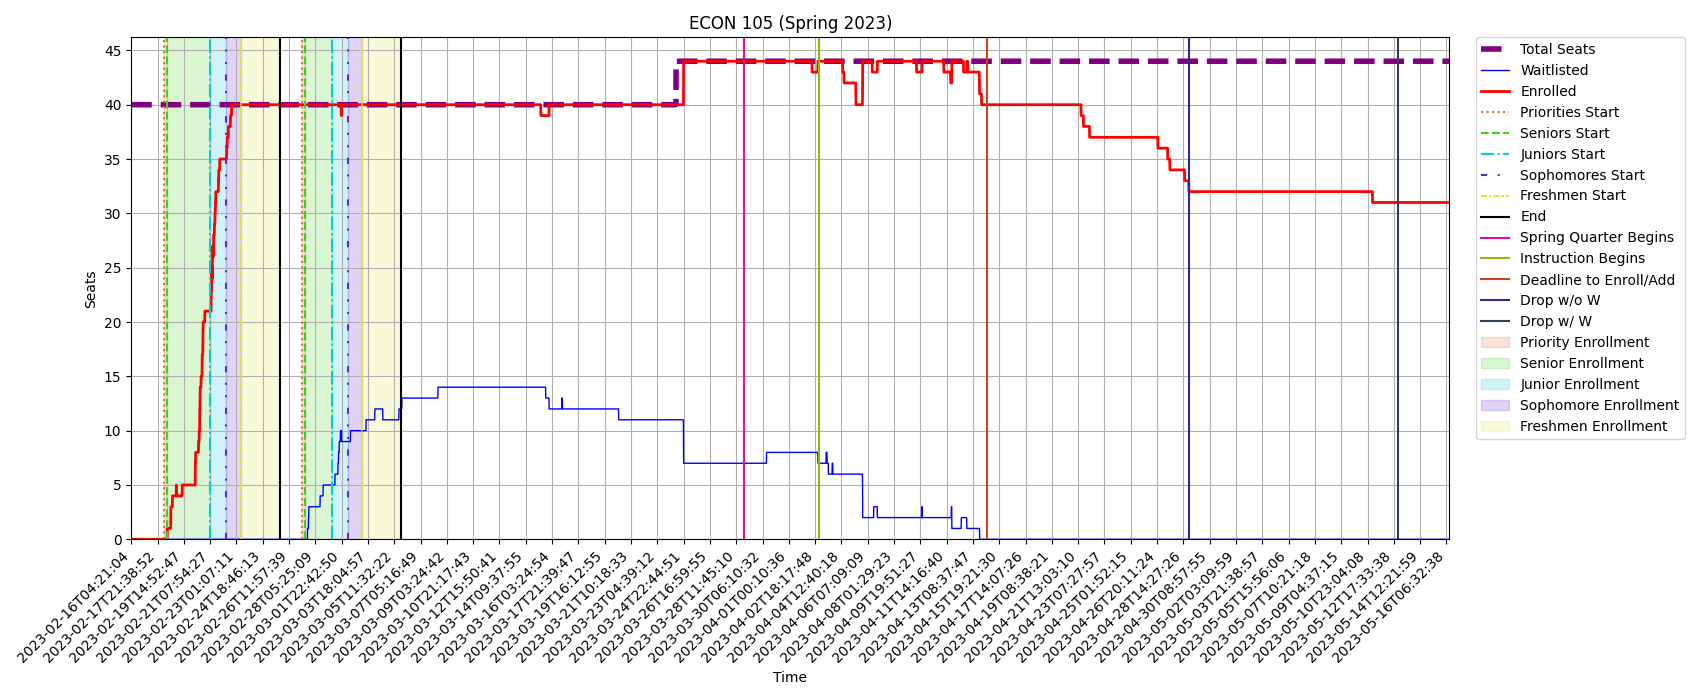 ECON 105 (Spring 2023)
Seats
45
40
35
30
25
20
15
10
5
0
2023-02-16T04:21:04
2023-02-17T21:38:52
2023-02-19T14:52:47
2023-02-21T07:54:27
2023-02-23T01:07:11
2023-02-24T18:46:13
2023-02-26T11:57:39
2023-02-28T05:25:09
2023-03-01T22:42:50
2023-03-03T18:04:57
2023-03-05T11:32:22
2023-03-07T05:16:49
2023-03-09T03:24:42
2023-03-10T21:17:43
2023-03-12T15:50:41
2023-03-14T09:37:55
2023-03-16T03:24:54
2023-03-17T21:39:47
2023-03-19T16:12:55
2023-03-21T10:18:33
2023-03-23T04:39:12
2023-03-24T22:44:51
2023-03-26T16:59:55
2023-03-28T11:45:10
2023-03-30T06:10:32
2023-04-01T00:10:36
2023-04-02T18:17:48
2023-04-04T12:40:18
2023-04-06T07:09:09
2023-04-08T01:29:23
2023-04-09T19:51:27
2023-04-11T14:16:40
2023-04-13T08:37:47
2023-04-15T19:21:30
2023-04-17T14:07:26
2023-04-19T08:38:21
2023-04-21T03:03:10
2023-04-23T07:27:57
2023-04-25T01:52:15
2023-04-26T20:11:24
2023-04-28T14:27:26
2023-04-30T08:57:55
2023-05-02T03:09:59
2023-05-03T21:38:57
2023-05-05T15:56:06
2023-05-07T10:21:18
2023-05-09T04:37:15
2023-05-10T23:04:08
2023-05-12T17:33:38
2023-05-14T12:21:59
2023-05-16T06:32:38
Time
Total Seats
Waitlisted
Enrolled
Priorities Start
Seniors Start
Juniors Start
Sophomores Start
Freshmen Start
End
Spring Quarter Begins
Instruction Begins
Deadline to Enroll/Add
Drop w/o W
Drop w/ W
Priority Enrollment
Senior Enrollment
Junior Enrollment
Sophomore Enrollment
Freshmen Enrollment